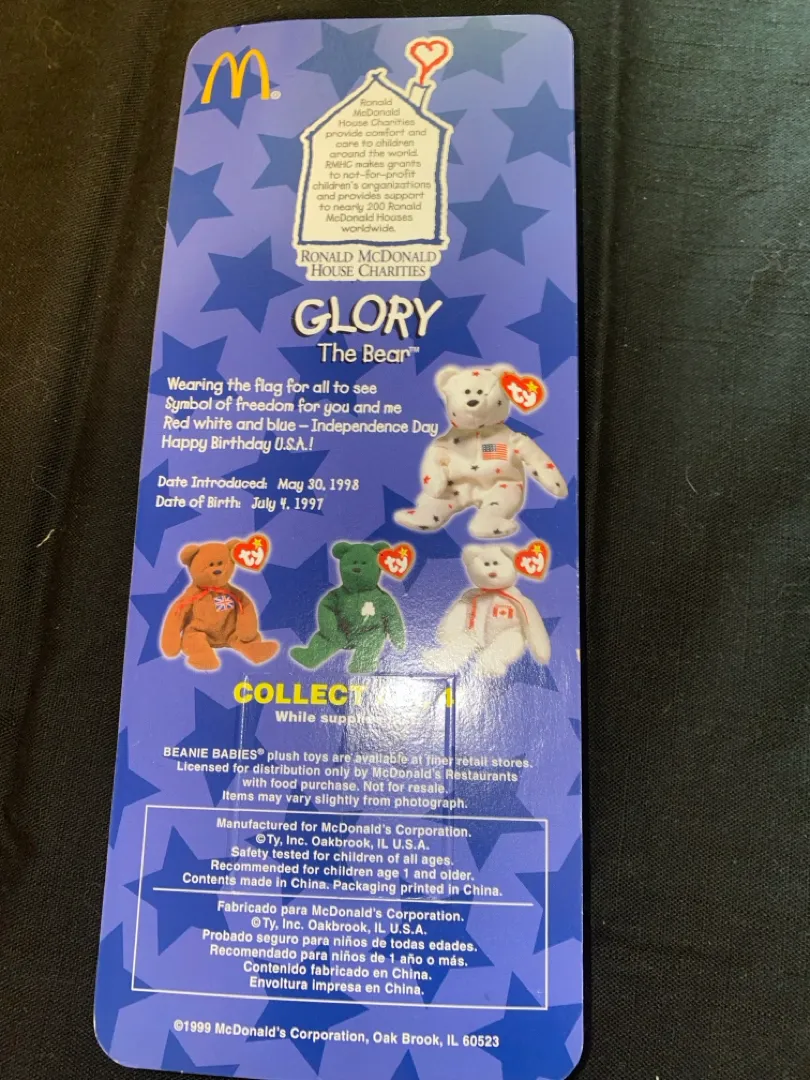 Ronald
McDonald
House Charities
provide comfort and
care to children
around the world.
RMHC makes grants
to not-for-profit
children's organizations
and provides support
to nearly 200 Ronald
McDonald Houses
worldwide.
RONALD MCDONALD
HOUSE CHARITIES
GLORY
The Bear™
Wearing the flag for all to see
Symbol of freedom for you and me
Red white and blue – Independence Day
Happy Birthday U.S.A.!
Date Introduced: May 30, 1998
Date of Birth: July 4, 1997
ty
ty
ty
ty
COLLECT 4
While
BEANIE BABIES® plush toys are available at finer retail stores.
Licensed for distribution only by McDonald's Restaurants
with food purchase. Not for resale.
Items may vary slightly from photograph.
Manufactured for McDonald's Corporation.
©Ty, Inc. Oakbrook, IL U.S.A.
Safety tested for children of all ages.
Recommended for children age 1 and older.
Contents made in China. Packaging printed in China.
Fabricado para McDonald's Corporation.
©Ty, Inc. Oakbrook, IL U.S.A.
Probado seguro para niños de todas edades.
Recomendado para niños de 1 año o más.
Contenido fabricado en China.
Envoltura impresa en China.
©1999 McDonald's Corporation, Oak Brook, IL 60523